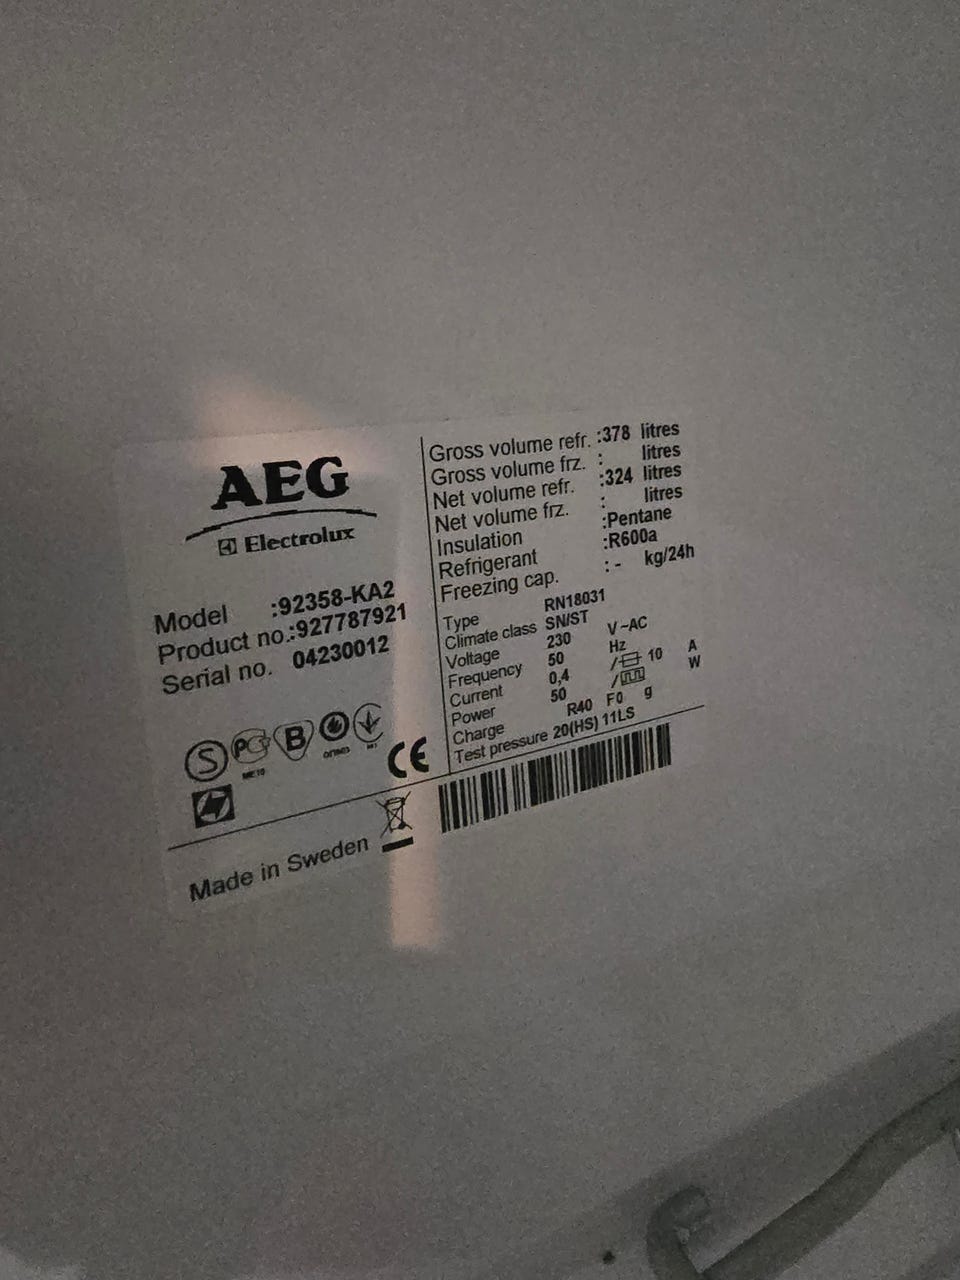 AEG
Electrolux
Model :92358-KA2
Product no.:927787921
Serial no. 04230012
S
PC
ME10
B
CE
Made in Sweden
Gross volume refr. :378 litres
Gross volume frz. : litres
Net volume refr. :324 litres
Net volume frz. : litres
Insulation :Pentane
Refrigerant :R600a
Freezing cap. :- kg/24h
Type RN18031
Climate class SN/ST
Voltage 230 V~AC
Frequency 50 Hz
Current 0,4 / 10 A
Power 50 / W
Charge R40 F0 g
Test pressure 20(HS) 11LS